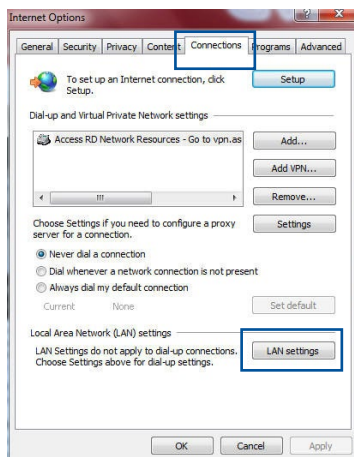 Internet Options
General Security Privacy Content Connections Programs Advanced
To set up an Internet connection, click
Setup.
Setup
Dial-up and Virtual Private Network settings
Access RD Network Resources - Go to vpn.as
Add...
Add VPN...
Remove...
Choose Settings if you need to configure a proxy
server for a connection.
Settings
Never dial a connection
Dial whenever a network connection is not present
Always dial my default connection
Current None
Set default
Local Area Network (LAN) settings
LAN Settings do not apply to dial-up connections.
Choose Settings above for dial-up settings.
LAN settings
OK Cancel Apply